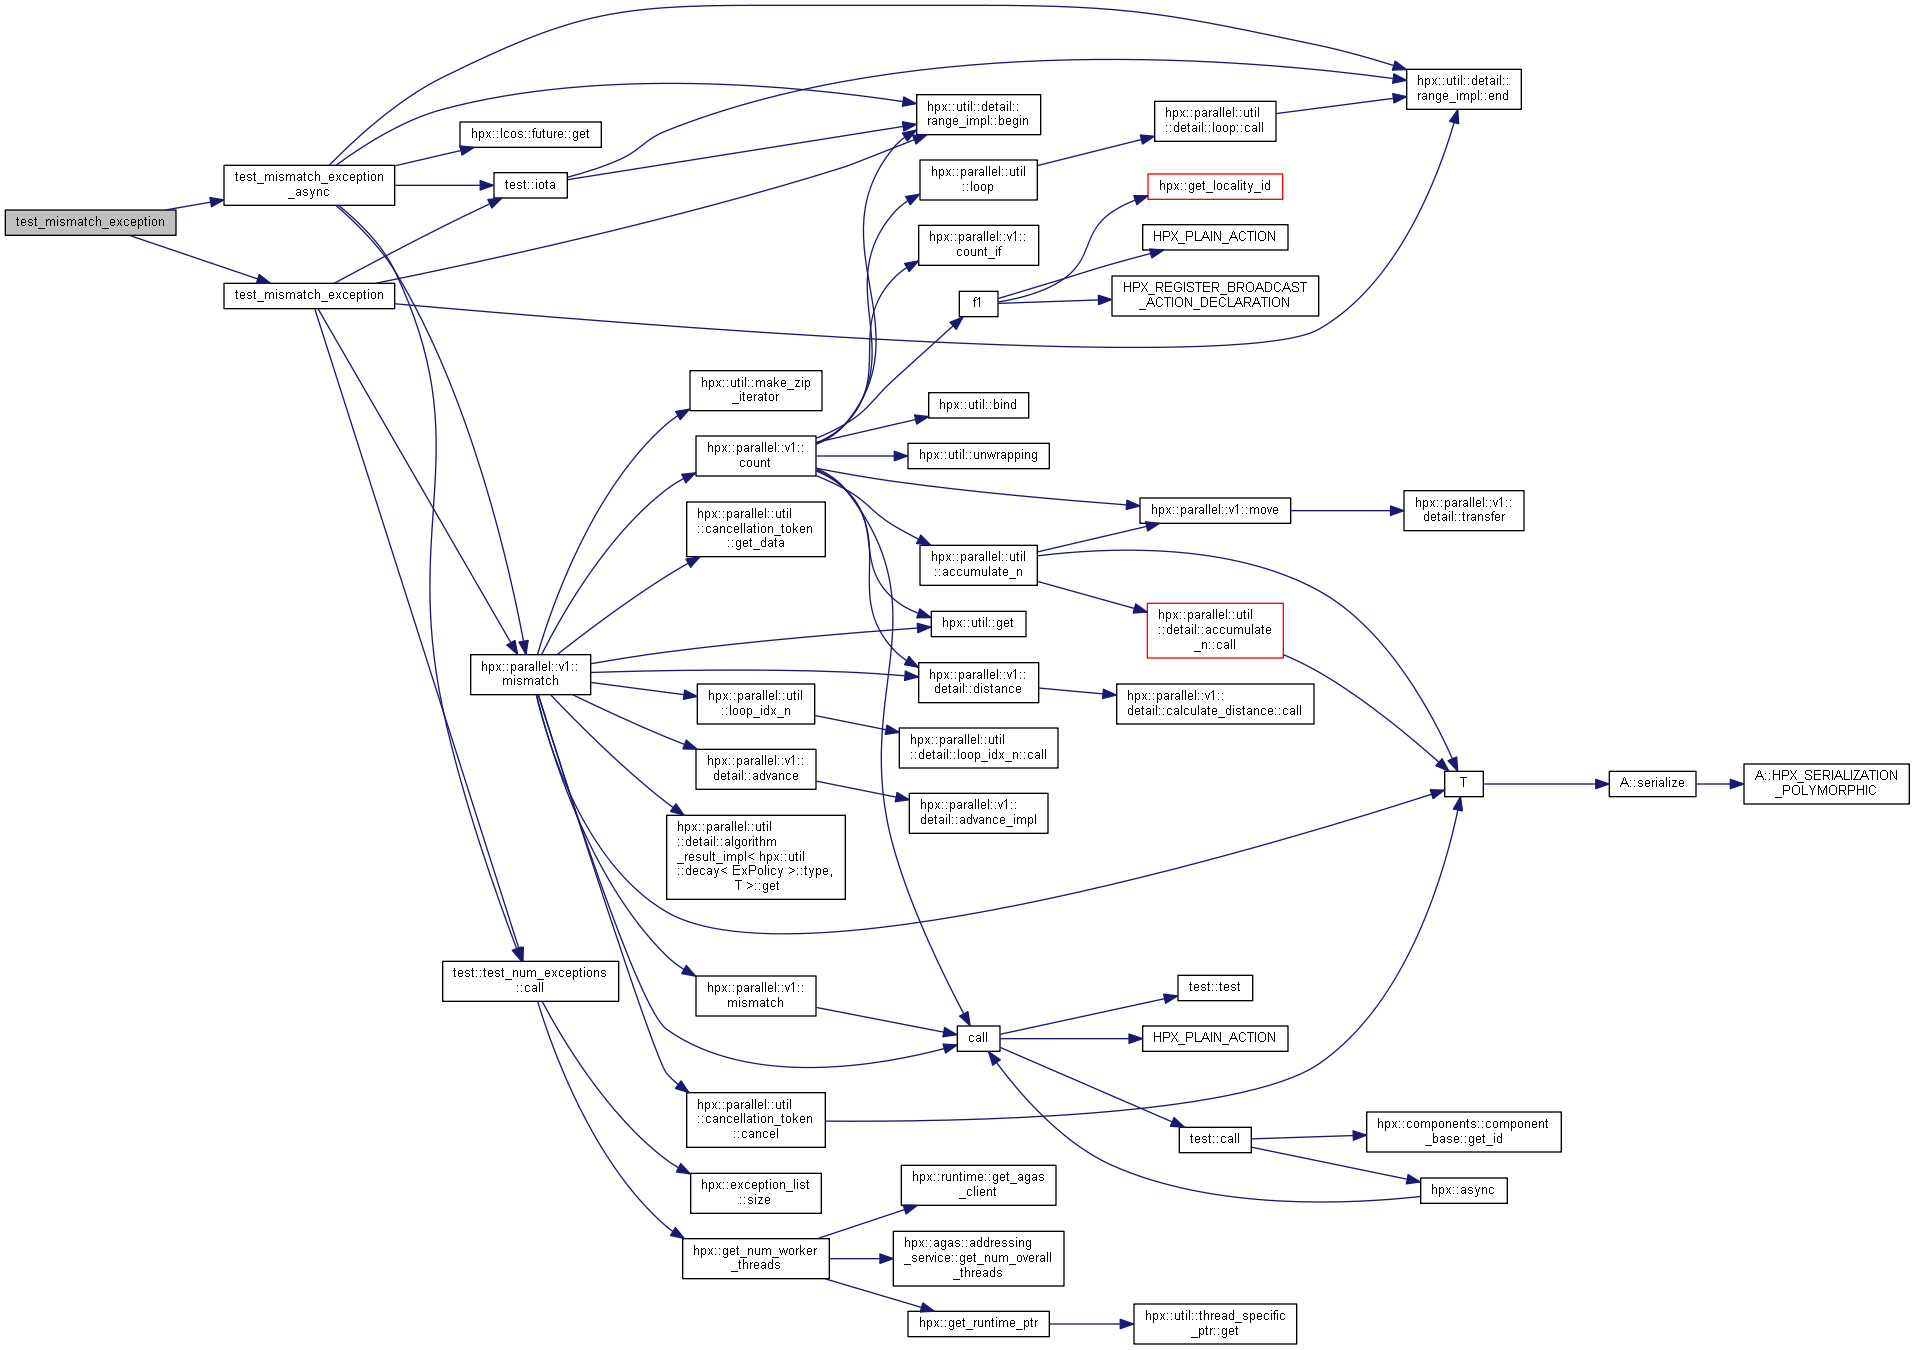 test_mismatch_exception
test_mismatch_exception
_async
test_mismatch_exception
hpx::lcos::future::get
test::iota
hpx::parallel::v1::
mismatch
test::test_num_exceptions
::call
hpx::util::make_zip
_iterator
hpx::parallel::v1::
count
hpx::parallel::util
::cancellation_token
::get_data
hpx::parallel::util
::loop_idx_n
hpx::parallel::v1::
detail::advance
hpx::parallel::util
::detail::algorithm
_result_impl< hpx::util
::decay< ExPolicy >::type,
T >::get
hpx::parallel::v1::
mismatch
hpx::parallel::util
::cancellation_token
::cancel
hpx::exception_list
::size
hpx::get_num_worker
_threads
hpx::util::detail::
range_impl::begin
hpx::parallel::util
::loop
hpx::parallel::v1::
count_if
f1
hpx::util::bind
hpx::util::unwrapping
hpx::parallel::util
::accumulate_n
hpx::util::get
hpx::parallel::v1::
detail::distance
hpx::parallel::util
::detail::loop_idx_n::call
hpx::parallel::v1::
detail::advance_impl
call
hpx::runtime::get_agas
_client
hpx::agas::addressing
_service::get_num_overall
_threads
hpx::get_runtime_ptr
hpx::parallel::util
::detail::loop::call
hpx::get_locality_id
HPX_PLAIN_ACTION
HPX_REGISTER_BROADCAST
_ACTION_DECLARATION
hpx::parallel::v1::move
hpx::parallel::util
::detail::accumulate
_n::call
hpx::parallel::v1::
detail::calculate_distance::call
test::test
HPX_PLAIN_ACTION
test::call
hpx::util::thread_specific
_ptr::get
hpx::util::detail::
range_impl::end
hpx::parallel::v1::
detail::transfer
T
hpx::components::component
_base::get_id
hpx::async
A::serialize
A::HPX_SERIALIZATION
_POLYMORPHIC